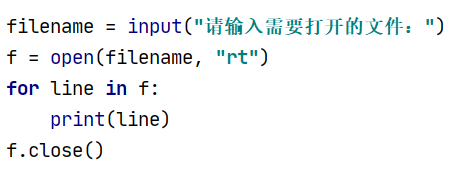 filename = input("请输入需要打开的文件：")
f = open(filename, "rt")
for line in f:
    print(line)
f.close()